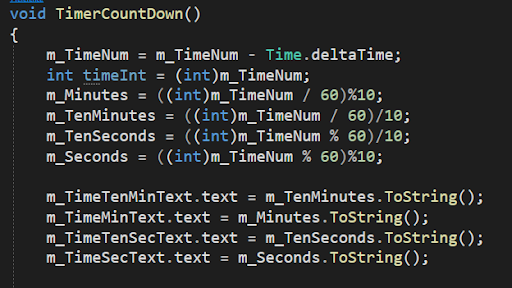 void TimerCountDown()
{
m_TimeNum = m_TimeNum - Time.deltaTime;
int timeInt = (int)m_TimeNum;
m_Minutes = ((int)m_TimeNum / 60)%10;
m_TenMinutes = ((int)m_TimeNum / 60)/10;
m_TenSeconds = ((int)m_TimeNum % 60)/10;
m_Seconds = ((int)m_TimeNum % 60)%10;
m_TimeTenMinText.text = m_TenMinutes.ToString();
m_TimeMinText.text = m_Minutes.ToString();
m_TimeTenSecText.text = m_TenSeconds.ToString();
m_TimeSecText.text = m_Seconds.ToString();